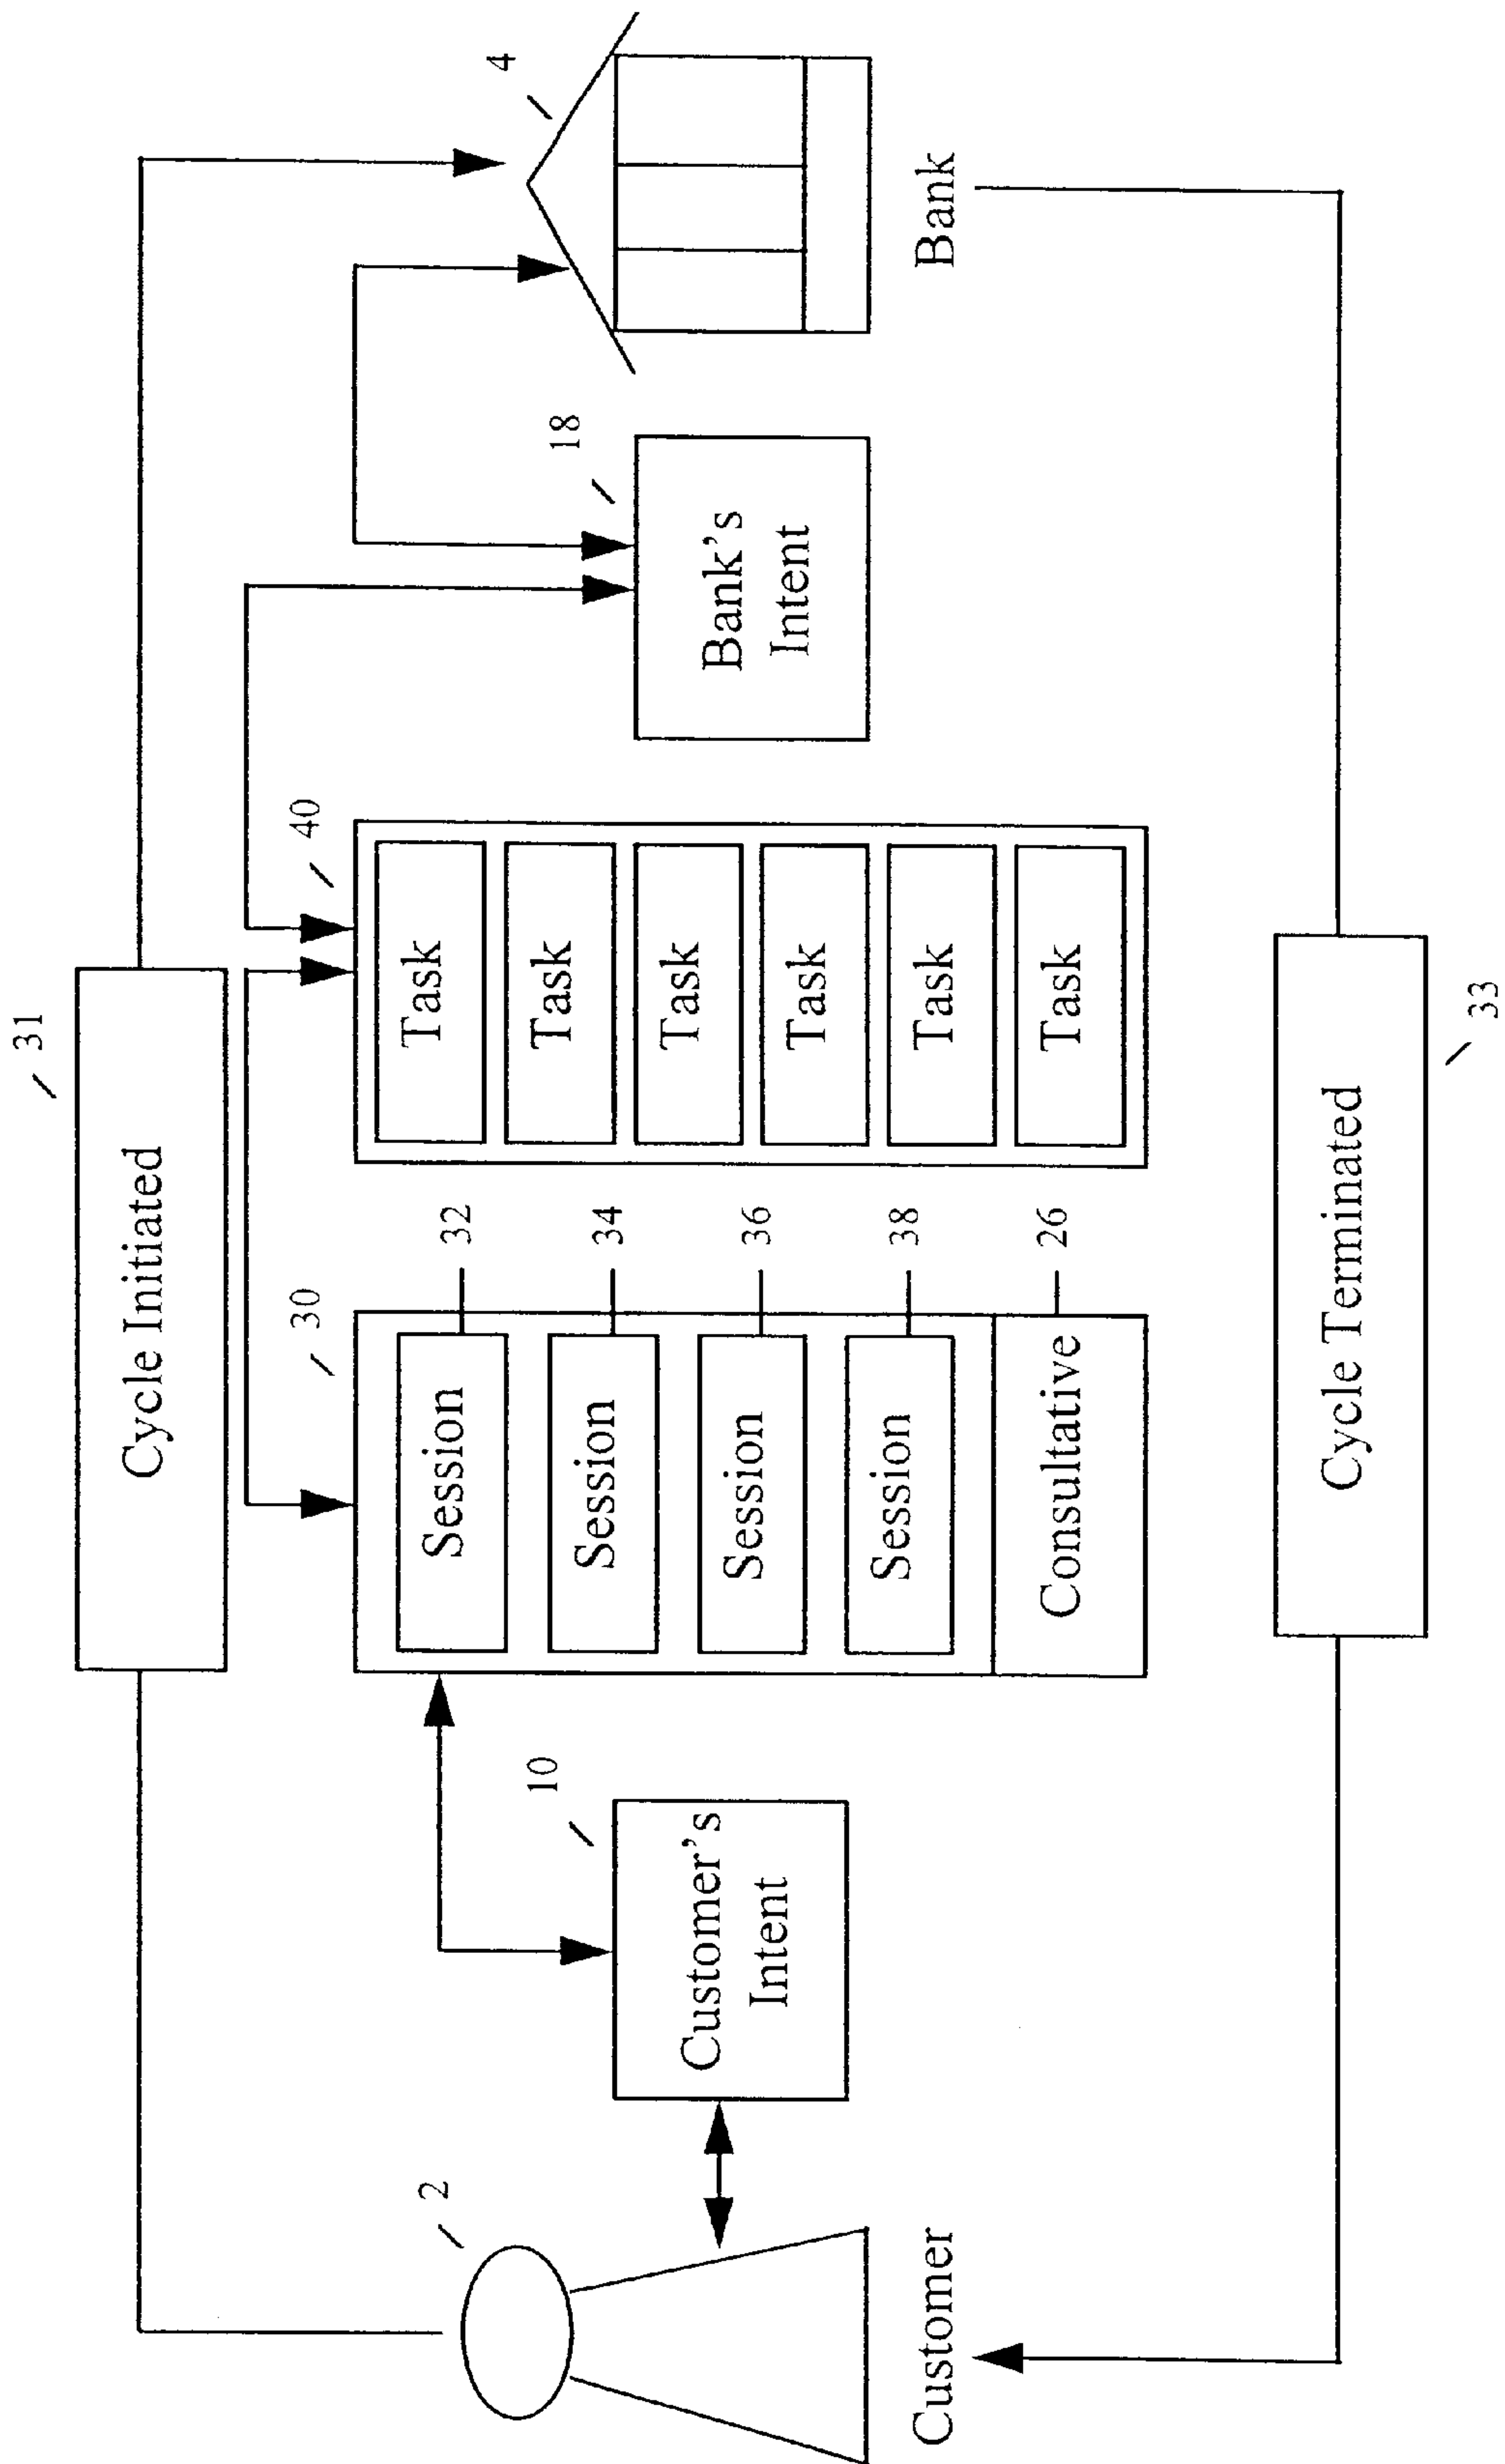 31
Cycle Initiated
2
Customer
10
Customer's
Intent
30
Session
32
Session
34
Session
36
Session
38
Consultative
26
40
Task
Task
Task
Task
Task
Task
18
Bank's
Intent
4
Bank
Cycle Terminated
33